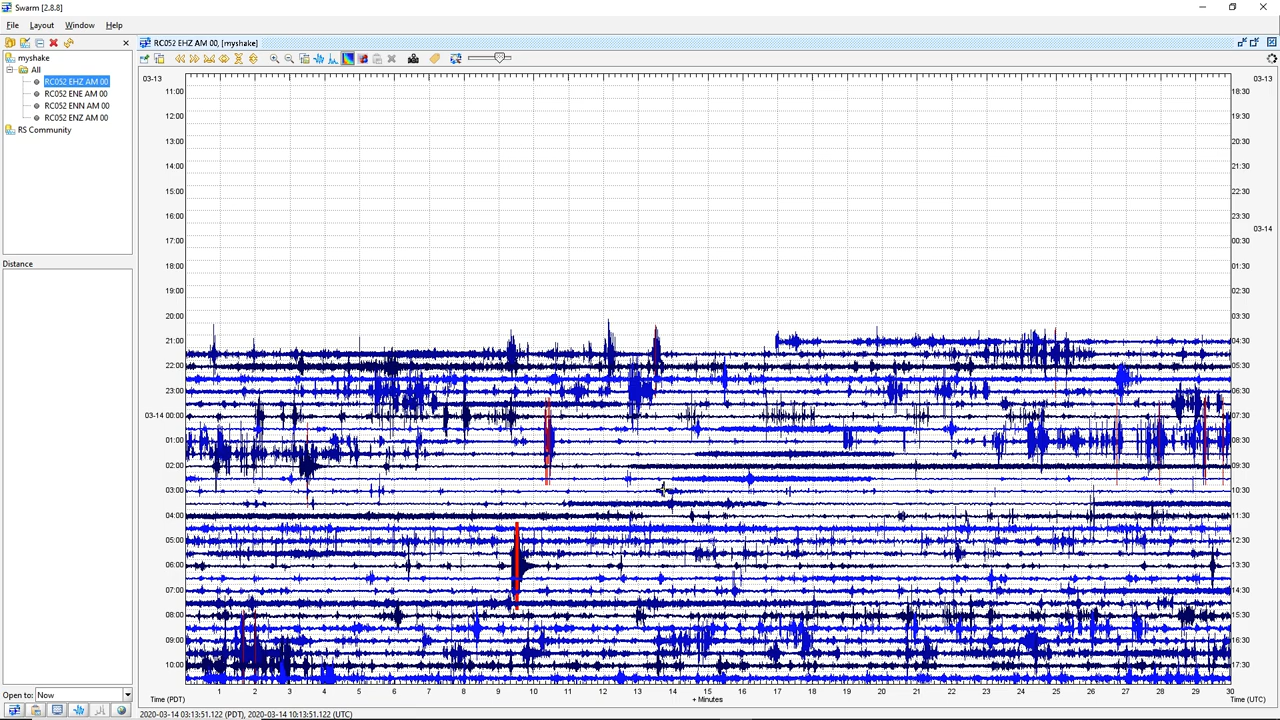 Swarm [2.8.8]
File Layout Window Help
myshake
All
RC052 EHZ AM 00
RC052 ENE AM 00
RC052 ENN AM 00
RC052 ENZ AM 00
RS Community
Distance
Open to: Now
RC052 EHZ AM 00, [myshake]
03-13 03-13
11:00 18:30
12:00 19:30
13:00 20:30
14:00 21:30
15:00 22:30
16:00 23:30
03-14
17:00 00:30
18:00 01:30
19:00 02:30
20:00 03:30
21:00 04:30
22:00 05:30
23:00 06:30
03-14 00:00 07:30
01:00 08:30
02:00 09:30
03:00 10:30
04:00 11:30
05:00 12:30
06:00 13:30
07:00 14:30
08:00 15:30
09:00 16:30
10:00 17:30
1 2 3 4 5 6 7 8 9 10 11 12 13 14 15 16 17 18 19 20 21 22 23 24 25 26 27 28 29 30
Time (PDT) + Minutes Time (UTC)
2020-03-14 03:13:51.122 (PDT), 2020-03-14 10:13:51.122 (UTC)